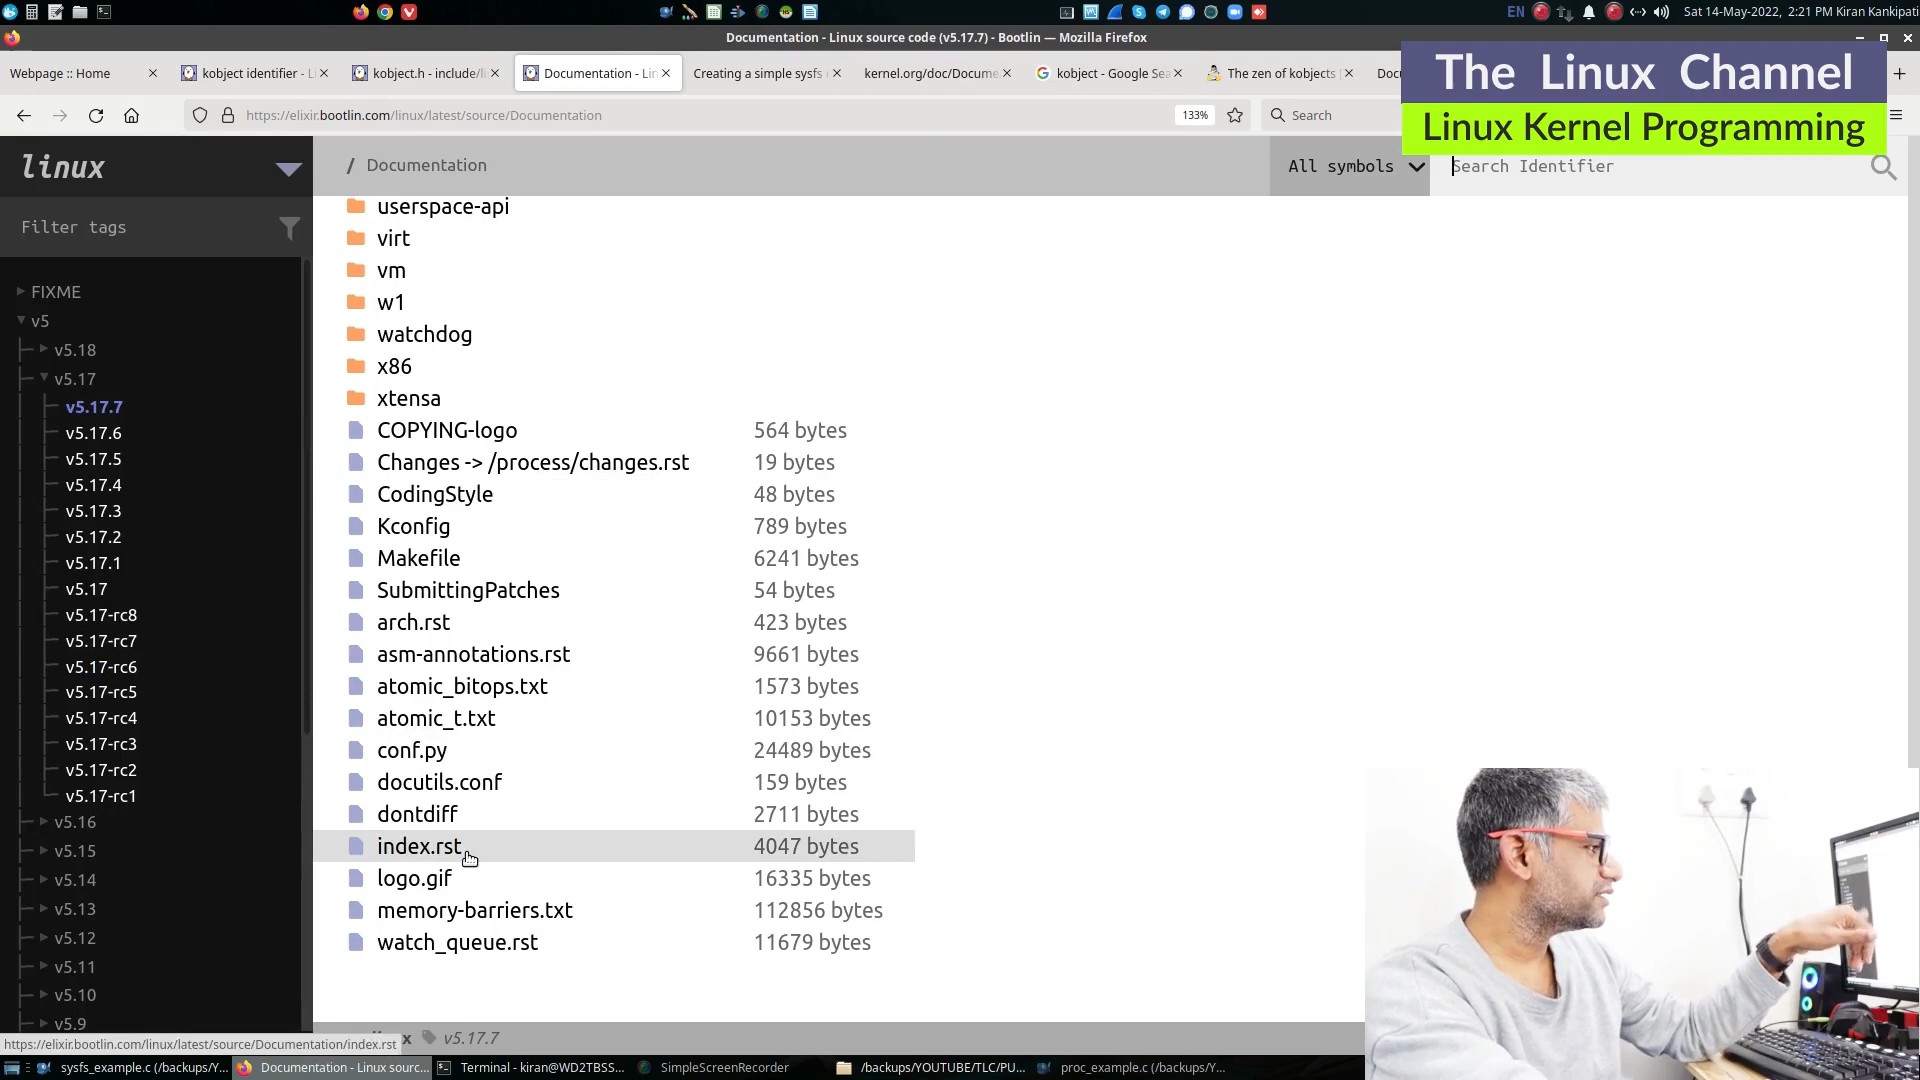 EN
Sat 14-May-2022, 2:21 PM Kiran Kankipati
Documentation - Linux source code (v5.17.7) - Bootlin — Mozilla Firefox
Webpage :: Home
kobject identifier - L
kobject.h - include/li
Documentation - Lin
Creating a simple sysfs
kernel.org/doc/Docume
kobject - Google Sea
The zen of kobjects
Doc
The Linux Channel
https://elixir.bootlin.com/linux/latest/source/Documentation
133%
Search
Linux Kernel Programming
linux
/ Documentation
All symbols
Search Identifier
Filter tags
FIXME
v5
v5.18
v5.17
v5.17.7
v5.17.6
v5.17.5
v5.17.4
v5.17.3
v5.17.2
v5.17.1
v5.17
v5.17-rc8
v5.17-rc7
v5.17-rc6
v5.17-rc5
v5.17-rc4
v5.17-rc3
v5.17-rc2
v5.17-rc1
v5.16
v5.15
v5.14
v5.13
v5.12
v5.11
v5.10
v5.9
userspace-api
virt
vm
w1
watchdog
x86
xtensa
COPYING-logo 564 bytes
Changes -> /process/changes.rst 19 bytes
CodingStyle 48 bytes
Kconfig 789 bytes
Makefile 6241 bytes
SubmittingPatches 54 bytes
arch.rst 423 bytes
asm-annotations.rst 9661 bytes
atomic_bitops.txt 1573 bytes
atomic_t.txt 10153 bytes
conf.py 24489 bytes
docutils.conf 159 bytes
dontdiff 2711 bytes
index.rst 4047 bytes
logo.gif 16335 bytes
memory-barriers.txt 112856 bytes
watch_queue.rst 11679 bytes
https://elixir.bootlin.com/linux/latest/source/Documentation/index.rst
x v5.17.7
sysfs_example.c (/backups/Y...
Documentation - Linux sourc...
Terminal - kiran@WD2TBSS...
SimpleScreenRecorder
/backups/YOUTUBE/TLC/PU...
proc_example.c (/backups/Y...